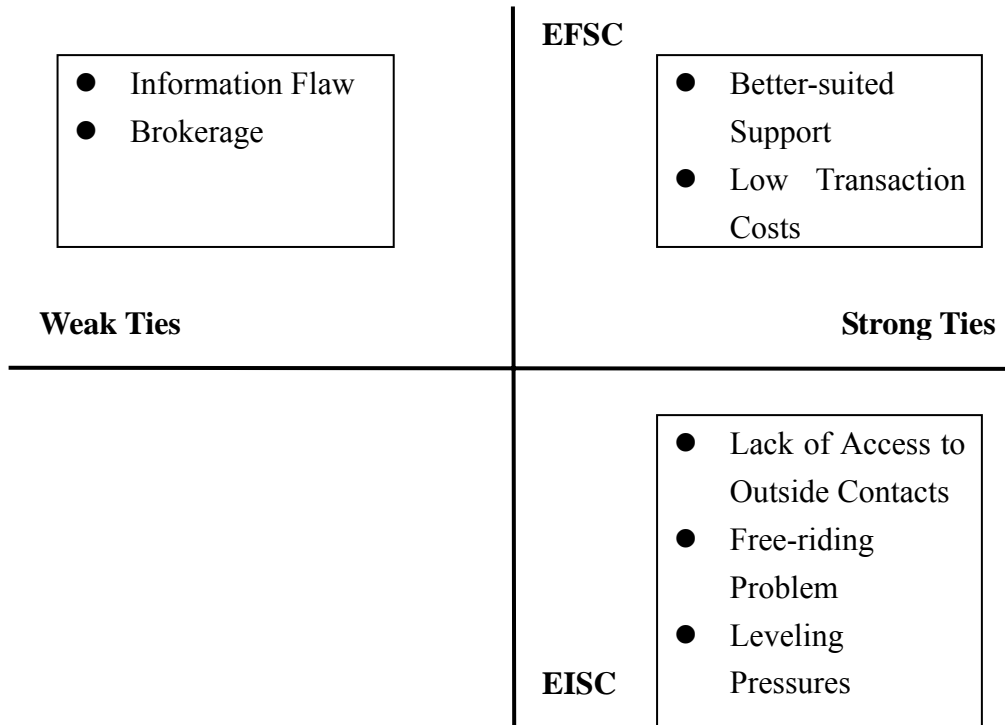 EFSC
● Information Flaw
● Brokerage
● Better-suited
Support
● Low Transaction
Costs
Weak Ties
Strong Ties
● Lack of Access to
Outside Contacts
● Free-riding
Problem
● Leveling
Pressures
EISC